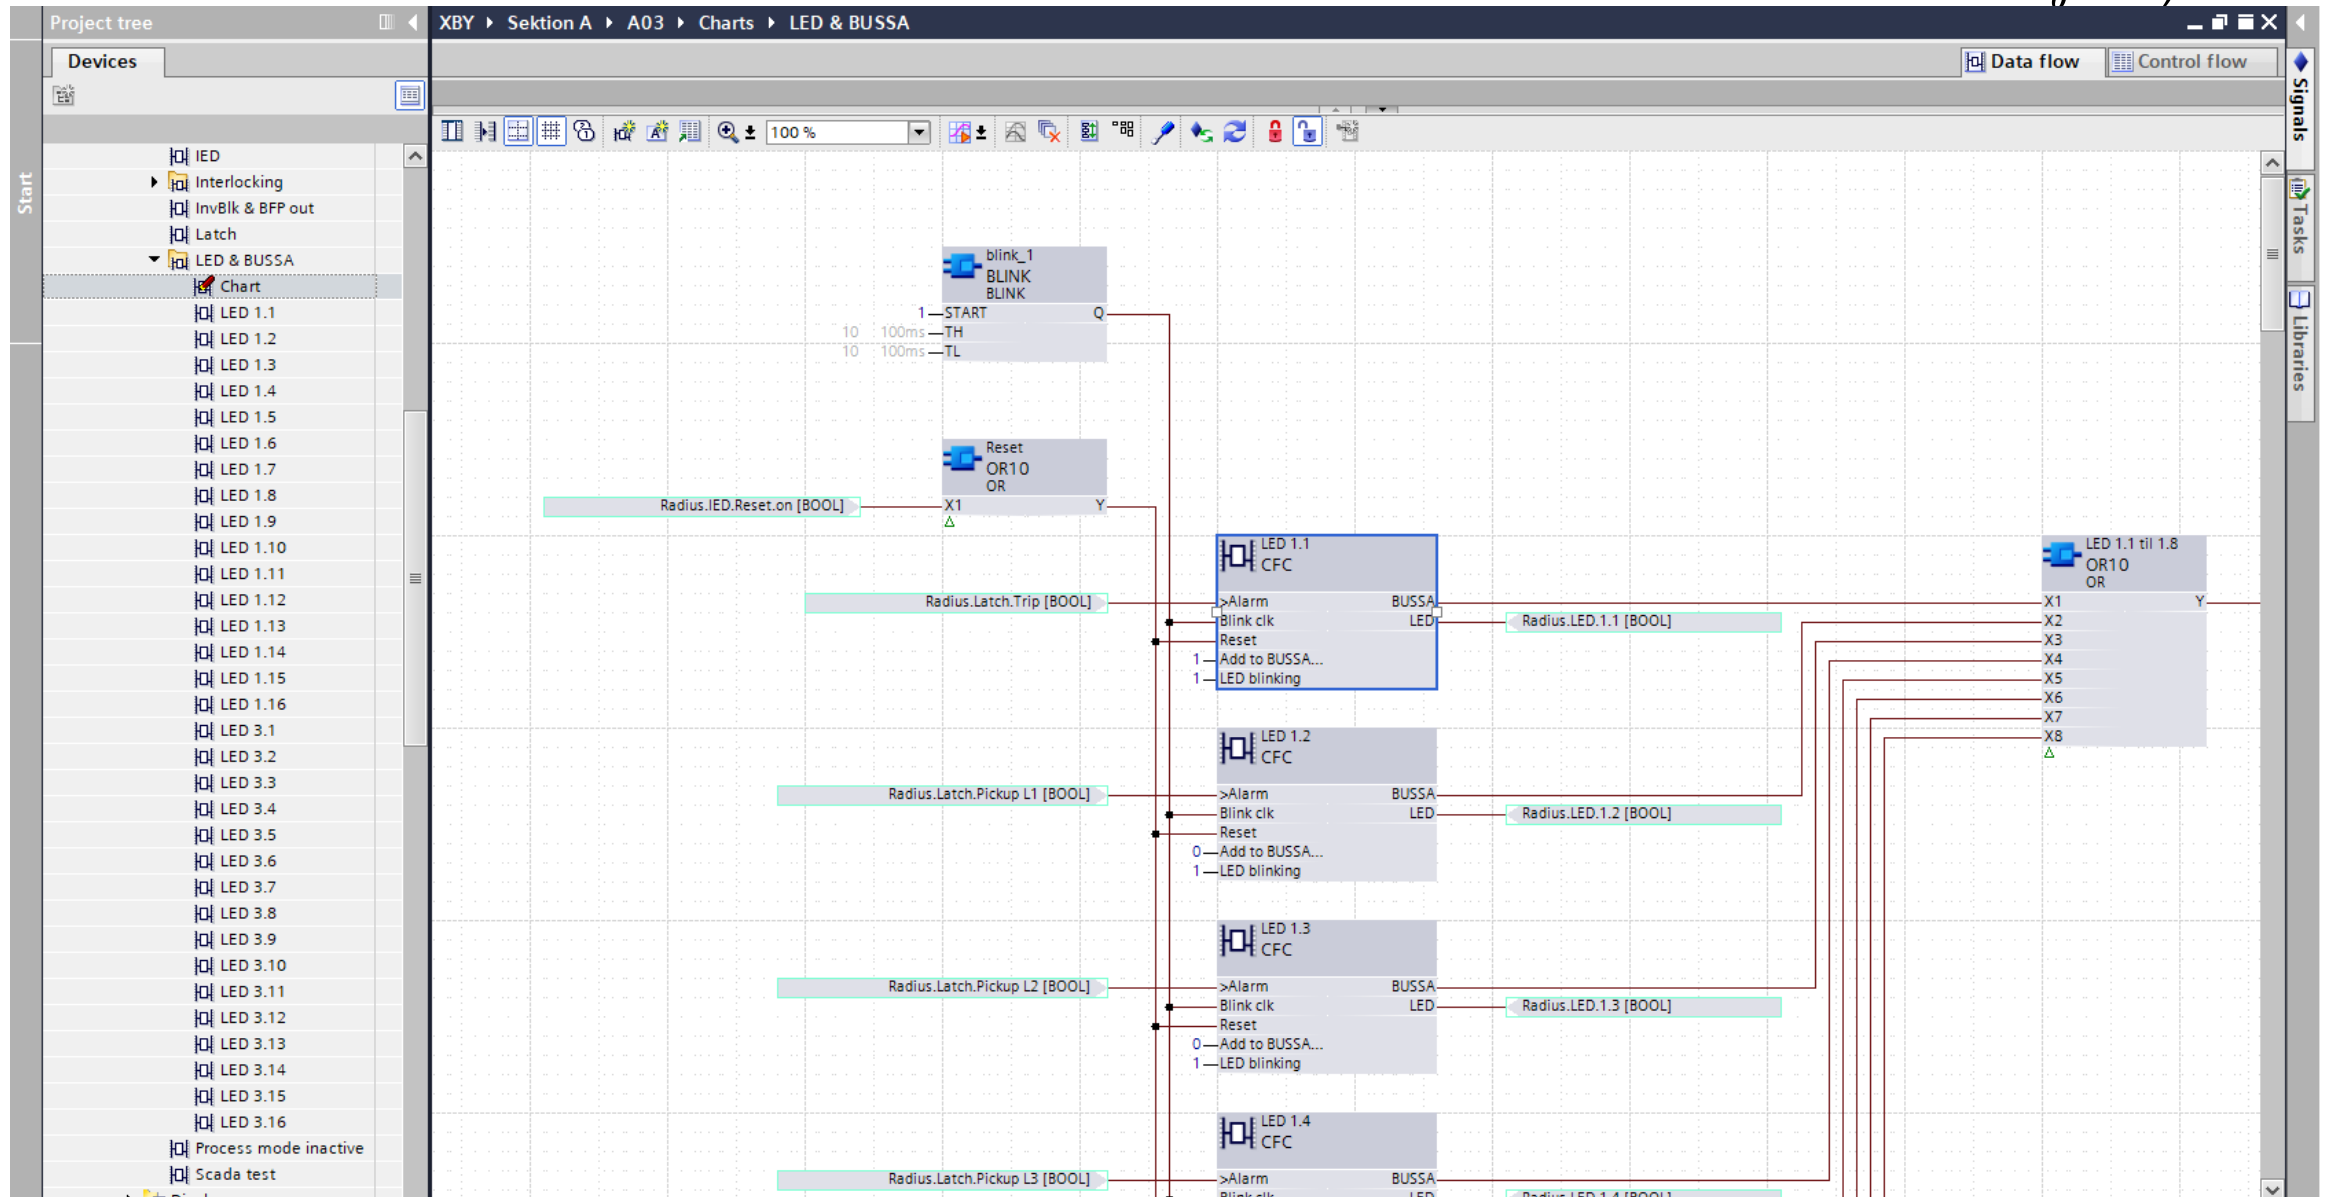 Project tree
XBY
Sektion A
A03
Charts
LED & BUSSA
Devices
Data flow
Control flow
100 %
Start
Signals
Tasks
Libraries
IED
Interlocking
InvBlk & BFP out
Latch
LED & BUSSA
Chart
LED 1.1
LED 1.2
LED 1.3
LED 1.4
LED 1.5
LED 1.6
LED 1.7
LED 1.8
LED 1.9
LED 1.10
LED 1.11
LED 1.12
LED 1.13
LED 1.14
LED 1.15
LED 1.16
LED 3.1
LED 3.2
LED 3.3
LED 3.4
LED 3.5
LED 3.6
LED 3.7
LED 3.8
LED 3.9
LED 3.10
LED 3.11
LED 3.12
LED 3.13
LED 3.14
LED 3.15
LED 3.16
Process mode inactive
Scada test
blink_1
BLINK
BLINK
1 START Q
10 100ms TH
10 100ms TL
Reset
OR10
OR
Radius.IED.Reset.on [BOOL] X1 Y
LED 1.1
CFC
Radius.Latch.Trip [BOOL] >Alarm BUSSA
Blink clk LED Radius.LED.1.1 [BOOL]
Reset
1 Add to BUSSA...
1 LED blinking
LED 1.1 til 1.8
OR10
OR
X1 Y
X2
X3
X4
X5
X6
X7
X8
LED 1.2
CFC
Radius.Latch.Pickup L1 [BOOL] >Alarm BUSSA
Blink clk LED Radius.LED.1.2 [BOOL]
Reset
0 Add to BUSSA...
1 LED blinking
LED 1.3
CFC
Radius.Latch.Pickup L2 [BOOL] >Alarm BUSSA
Blink clk LED Radius.LED.1.3 [BOOL]
Reset
0 Add to BUSSA...
1 LED blinking
LED 1.4
CFC
Radius.Latch.Pickup L3 [BOOL] >Alarm BUSSA
Blink clk LED Radius.LED.1.4 [BOOL]